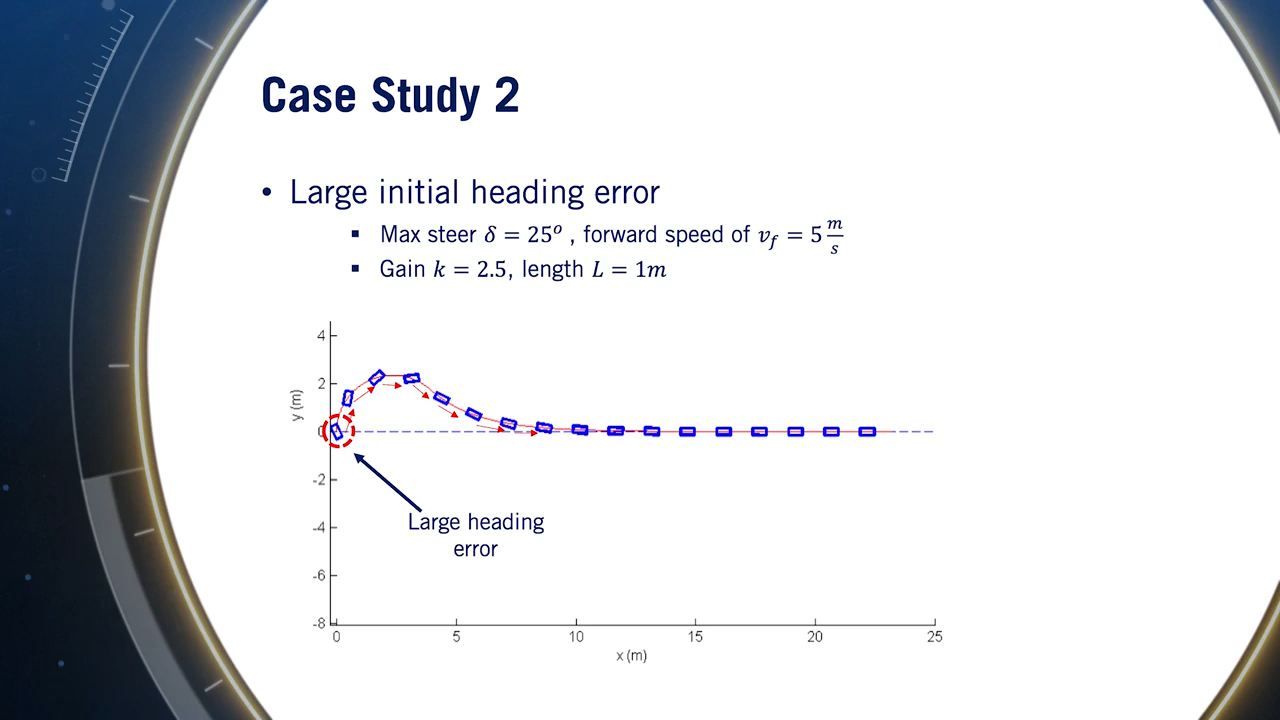 Case Study 2
• Large initial heading error
▪ Max steer δ = 25° , forward speed of v_f = 5 m/s
▪ Gain k = 2.5, length L = 1m
4
2
0
-2
-4
-6
-8
y (m)
Large heading
error
0 5 10 15 20 25
x (m)